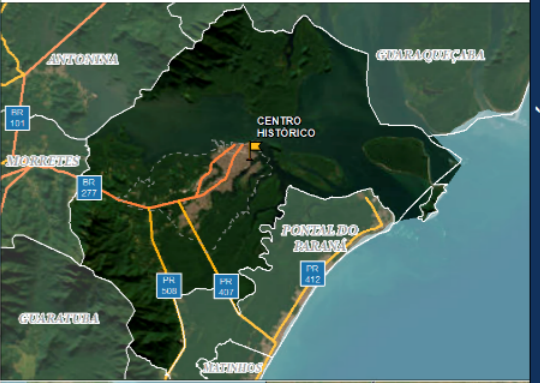 ANTONINA
GUARAQUEÇABA
BR
101
CENTRO
HISTÓRICO
MORRETES
BR
277
PONTAL DO
PARANÁ
PR
412
PR
508
PR
407
GUARATUBA
MATINHOS